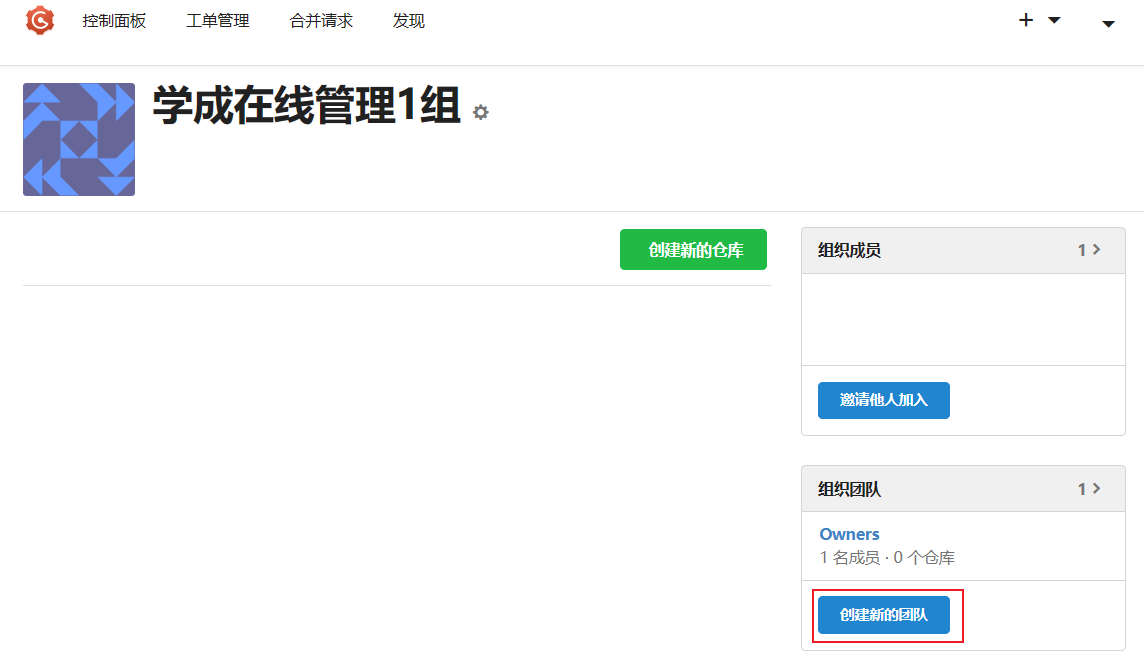 控制面板 工单管理 合并请求 发现
学成在线管理1组
创建新的仓库
组织成员 1
邀请他人加入
组织团队 1
Owners
1 名成员 · 0 个仓库
创建新的团队